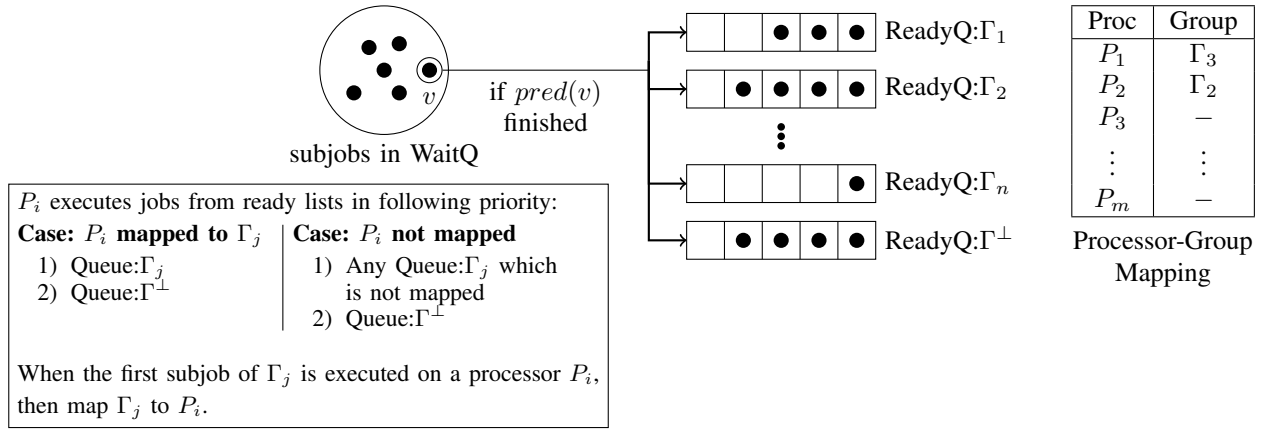 v
subjobs in WaitQ
if pred(v)
finished
ReadyQ:Γ₁
ReadyQ:Γ₂
⋮
ReadyQ:Γₙ
ReadyQ:Γ^⊥
Proc Group
P₁ Γ₃
P₂ Γ₂
P₃ −
⋮ ⋮
Pₘ −
Processor-Group
Mapping
Pᵢ executes jobs from ready lists in following priority:
Case: Pᵢ mapped to Γⱼ
1) Queue:Γⱼ
2) Queue:Γ^⊥
Case: Pᵢ not mapped
1) Any Queue:Γⱼ which
is not mapped
2) Queue:Γ^⊥
When the first subjob of Γⱼ is executed on a processor Pᵢ,
then map Γⱼ to Pᵢ.